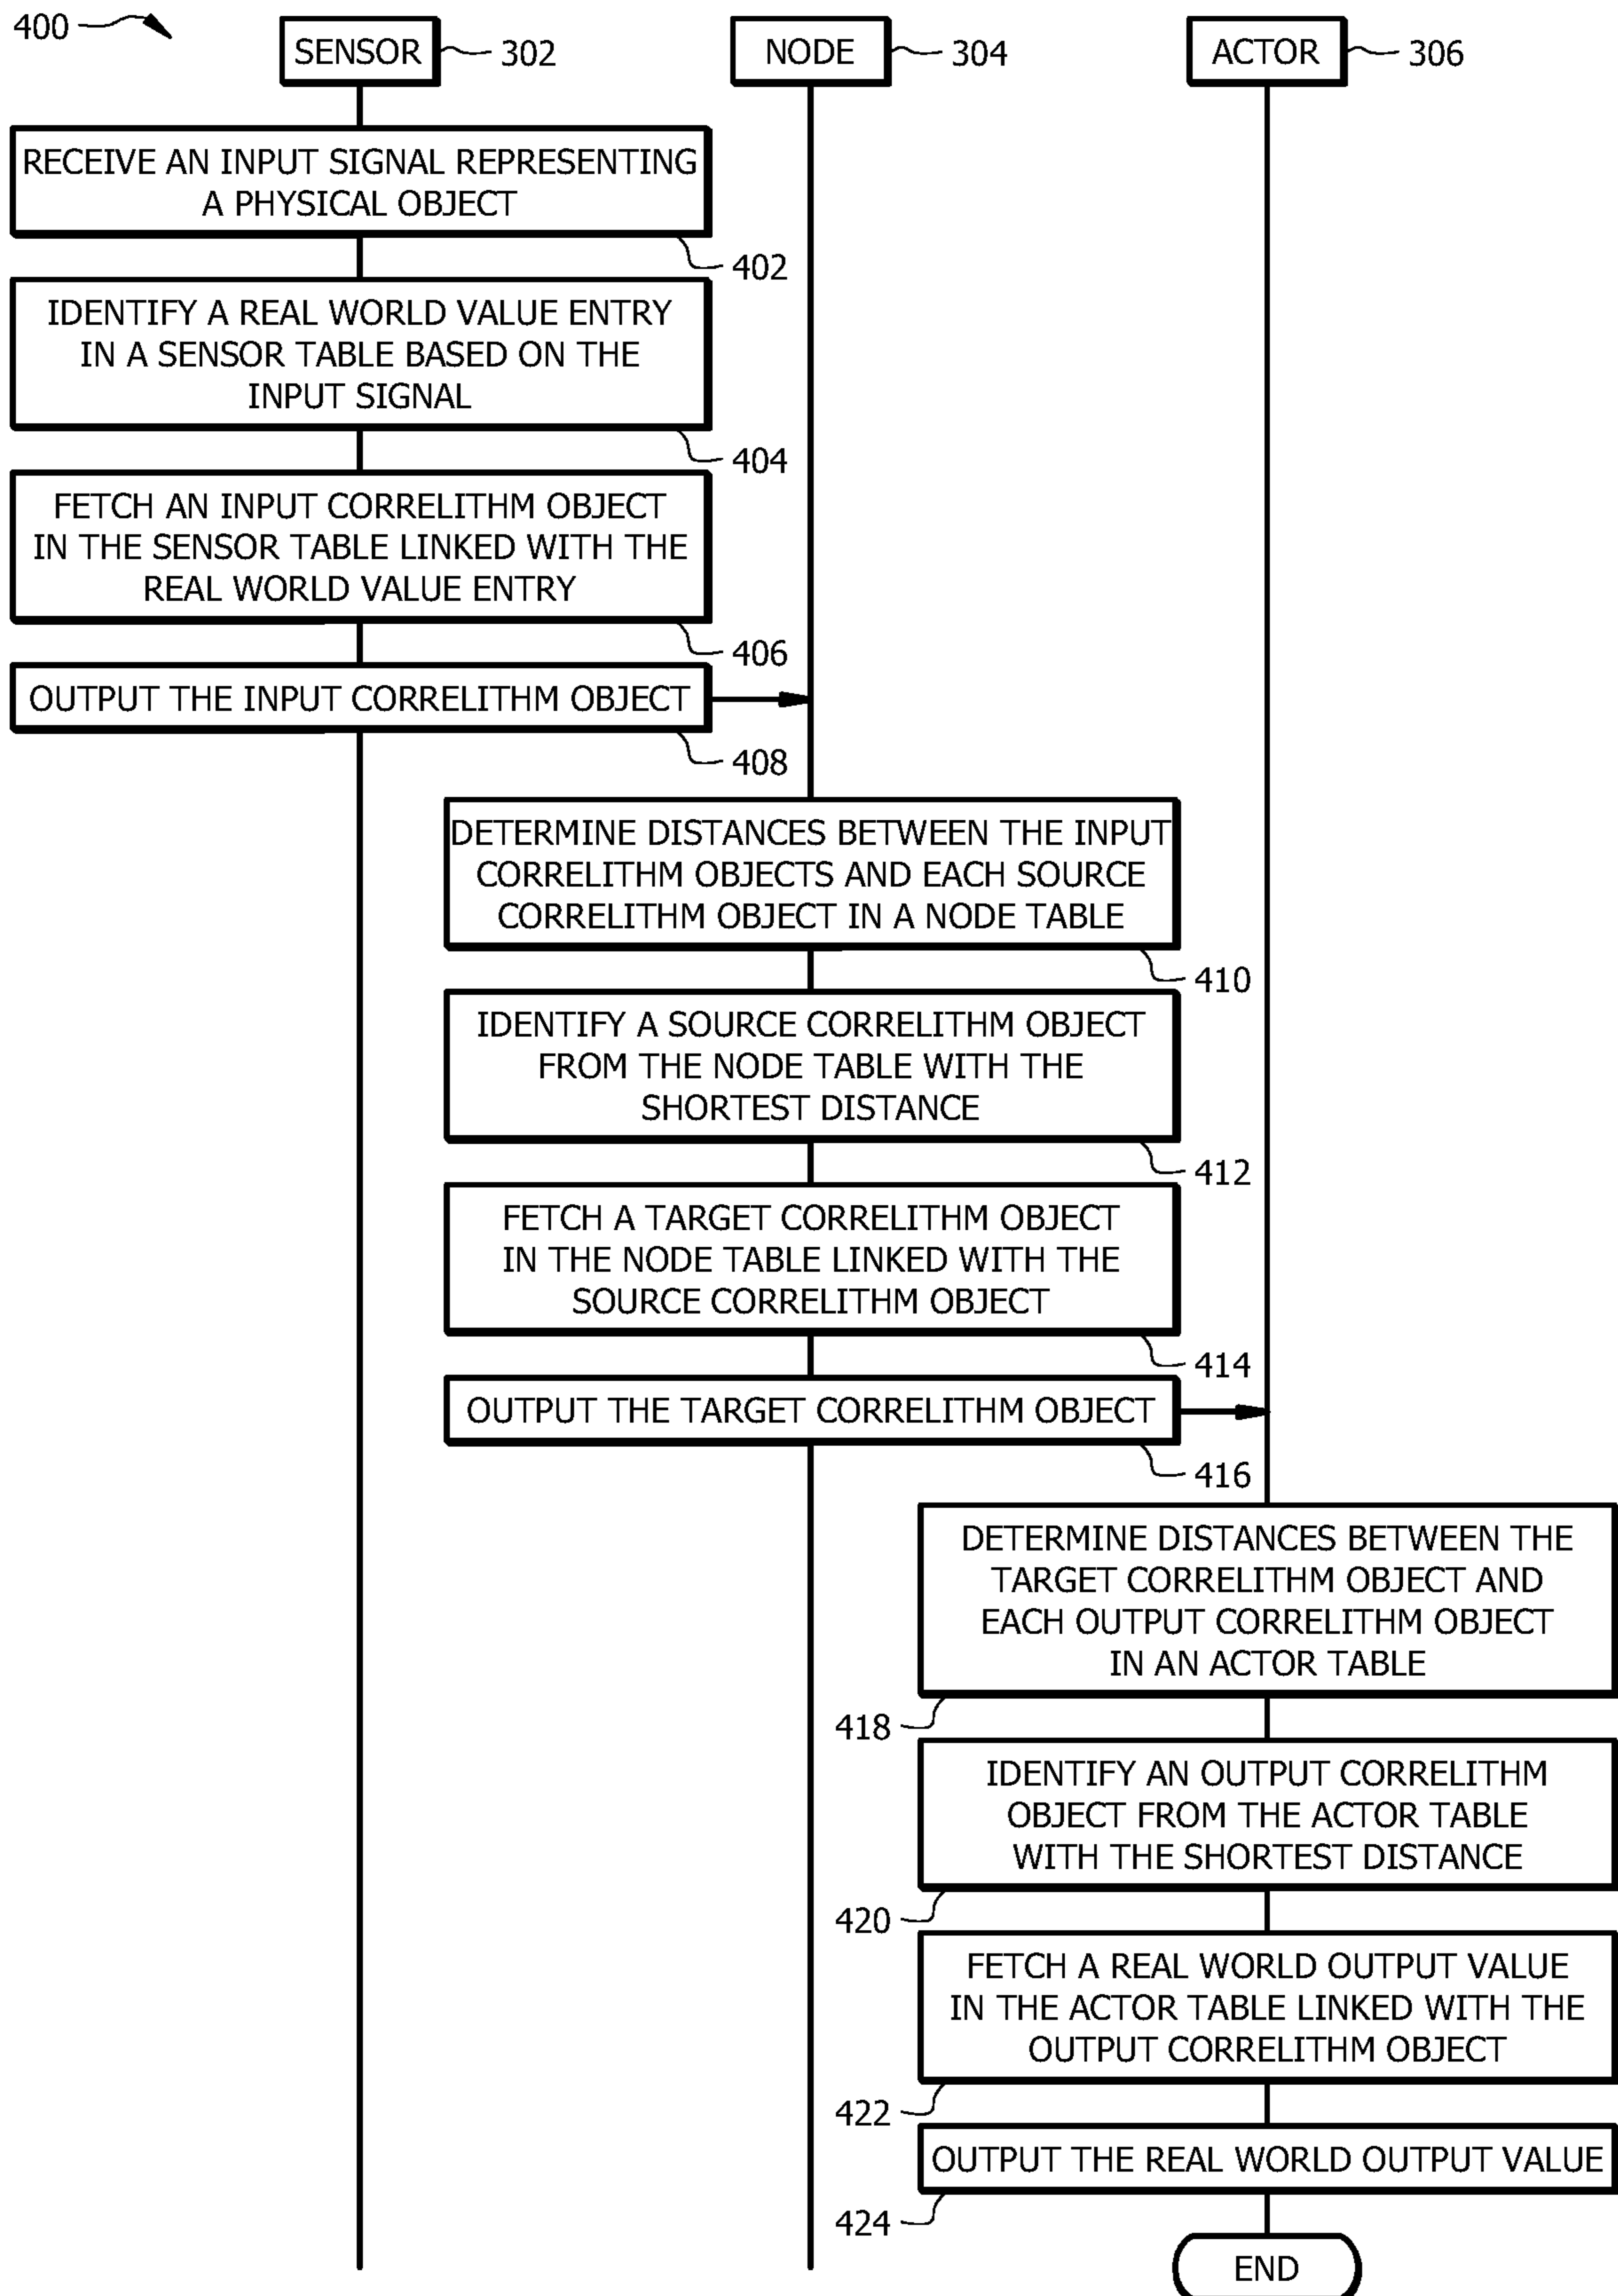 400
SENSOR
302
NODE
304
ACTOR
306
RECEIVE AN INPUT SIGNAL REPRESENTING
A PHYSICAL OBJECT
402
IDENTIFY A REAL WORLD VALUE ENTRY
IN A SENSOR TABLE BASED ON THE
INPUT SIGNAL
404
FETCH AN INPUT CORRELITHM OBJECT
IN THE SENSOR TABLE LINKED WITH THE
REAL WORLD VALUE ENTRY
406
OUTPUT THE INPUT CORRELITHM OBJECT
408
DETERMINE DISTANCES BETWEEN THE INPUT
CORRELITHM OBJECTS AND EACH SOURCE
CORRELITHM OBJECT IN A NODE TABLE
410
IDENTIFY A SOURCE CORRELITHM OBJECT
FROM THE NODE TABLE WITH THE
SHORTEST DISTANCE
412
FETCH A TARGET CORRELITHM OBJECT
IN THE NODE TABLE LINKED WITH THE
SOURCE CORRELITHM OBJECT
414
OUTPUT THE TARGET CORRELITHM OBJECT
416
DETERMINE DISTANCES BETWEEN THE
TARGET CORRELITHM OBJECT AND
EACH OUTPUT CORRELITHM OBJECT
IN AN ACTOR TABLE
418
IDENTIFY AN OUTPUT CORRELITHM
OBJECT FROM THE ACTOR TABLE
WITH THE SHORTEST DISTANCE
420
FETCH A REAL WORLD OUTPUT VALUE
IN THE ACTOR TABLE LINKED WITH THE
OUTPUT CORRELITHM OBJECT
422
OUTPUT THE REAL WORLD OUTPUT VALUE
424
END